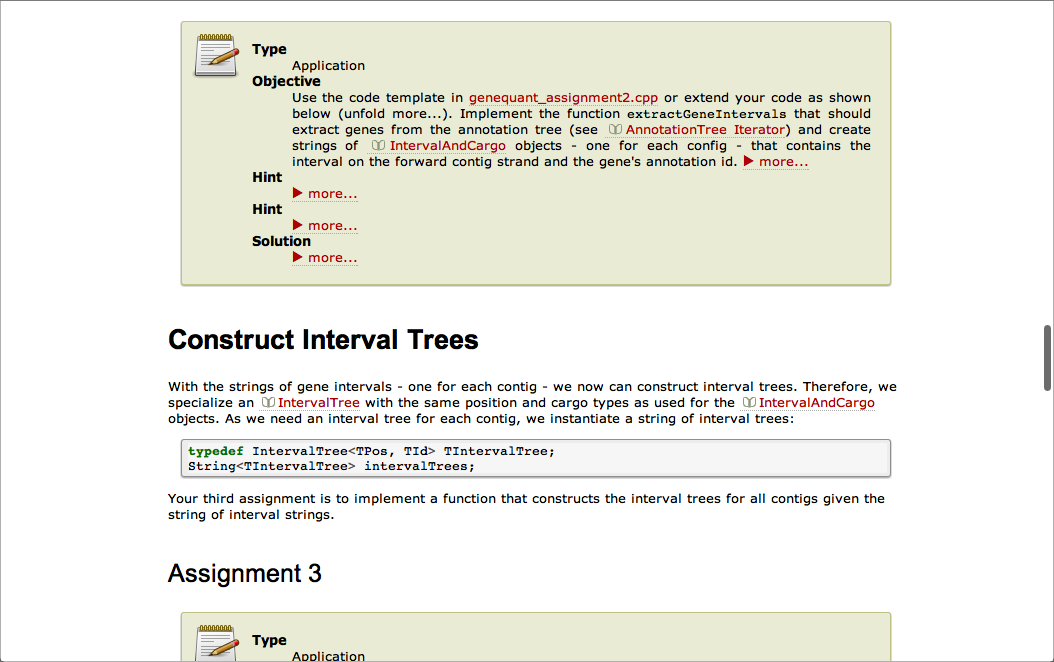 Type
Application
Objective
Use the code template in genequant_assignment2.cpp or extend your code as shown
below (unfold more...). Implement the function extractGeneIntervals that should
extract genes from the annotation tree (see AnnotationTree Iterator) and create
strings of IntervalAndCargo objects - one for each config - that contains the
interval on the forward contig strand and the gene's annotation id. ▶ more...
Hint
▶ more...
Hint
▶ more...
Solution
▶ more...
Construct Interval Trees
With the strings of gene intervals - one for each contig - we now can construct interval trees. Therefore, we
specialize an IntervalTree with the same position and cargo types as used for the IntervalAndCargo
objects. As we need an interval tree for each contig, we instantiate a string of interval trees:
typedef IntervalTree<TPos, TId> TIntervalTree;
String<TIntervalTree> intervalTrees;
Your third assignment is to implement a function that constructs the interval trees for all contigs given the
string of interval strings.
Assignment 3
Type
Application